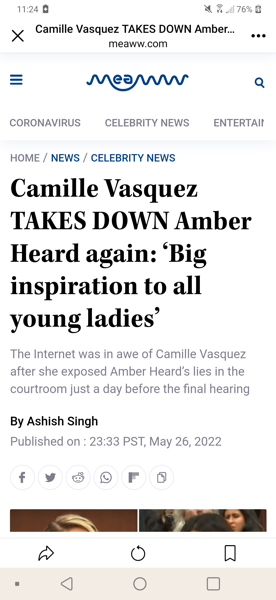 11:24 76%
Camille Vasquez TAKES DOWN Amber...
meaww.com
meaww
CORONAVIRUS CELEBRITY NEWS ENTERTAIN
HOME / NEWS / CELEBRITY NEWS
Camille Vasquez
TAKES DOWN Amber
Heard again: ‘Big
inspiration to all
young ladies’
The Internet was in awe of Camille Vasquez
after she exposed Amber Heard's lies in the
courtroom just a day before the final hearing
By Ashish Singh
Published on : 23:33 PST, May 26, 2022